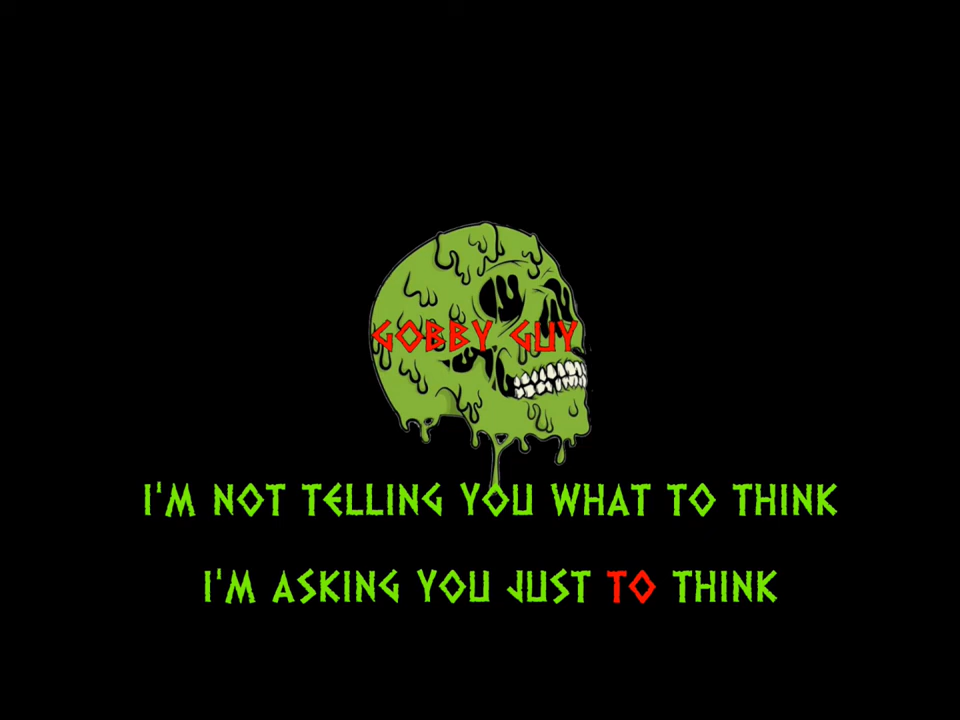 GOBBY GUY
I'M NOT TELLING YOU WHAT TO THINK
I'M ASKING YOU JUST TO THINK